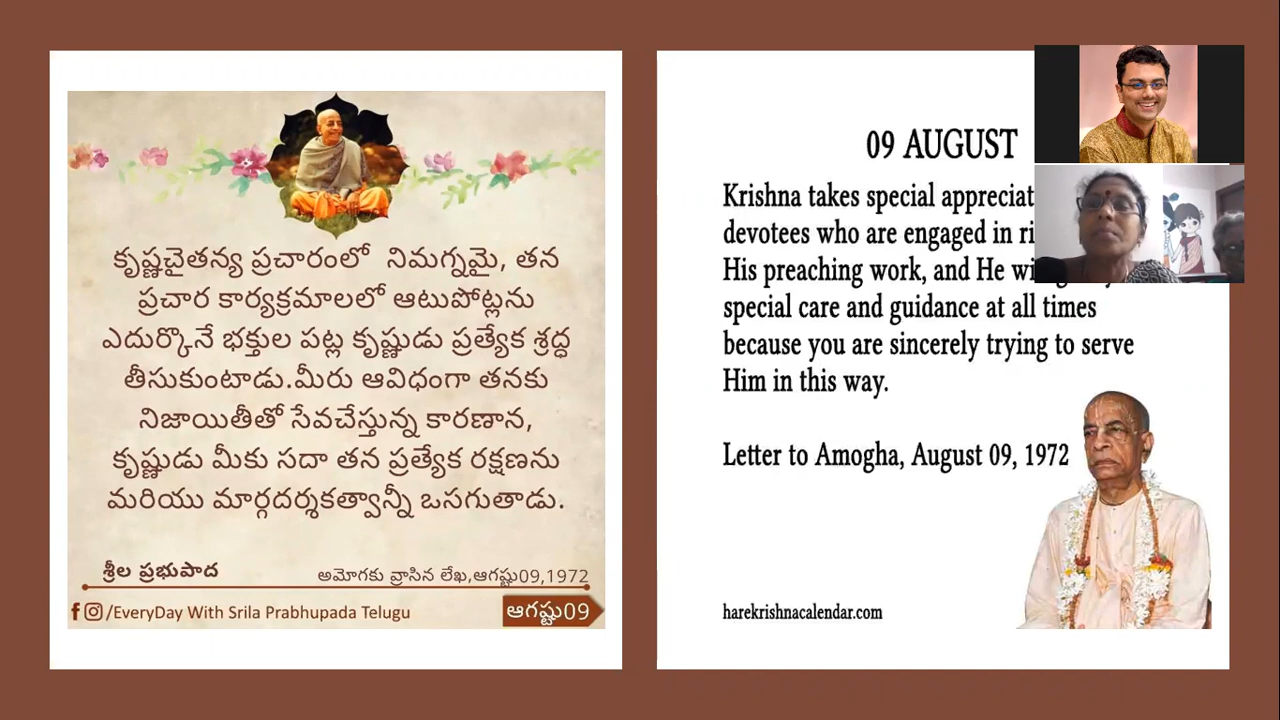 కృష్ణచైతన్య ప్రచారంలో నిమగ్నమై, తన
ప్రచార కార్యక్రమాలలో ఆటుపోట్లను
ఎదుర్కొనే భక్తుల పట్ల కృష్ణుడు ప్రత్యేక శ్రద్ధ
తీసుకుంటాడు.మీరు ఆవిధంగా తనకు
నిజాయితీతో సేవచేస్తున్న కారణాన,
కృష్ణుడు మీకు సదా తన ప్రత్యేక రక్షణను
మరియు మార్గదర్శకత్వాన్నీ ఒసగుతాడు.
శ్రీల ప్రభుపాద
అమోగకు వ్రాసిన లేఖ,ఆగష్టు09,1972
/EveryDay With Srila Prabhupada Telugu
ఆగష్టు09
09 AUGUST
Krishna takes special
devotees who are engaged in
His preaching work, and He
special care and guidance at all times
because you are sincerely trying to serve
Him in this way.
Letter to Amogha, August 09, 1972
harekrishnacalendar.com